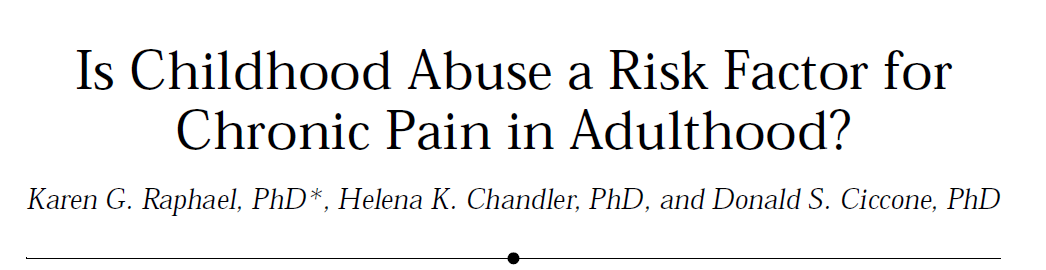 Is Childhood Abuse a Risk Factor for
Chronic Pain in Adulthood?
Karen G. Raphael, PhD*, Helena K. Chandler, PhD, and Donald S. Ciccone, PhD